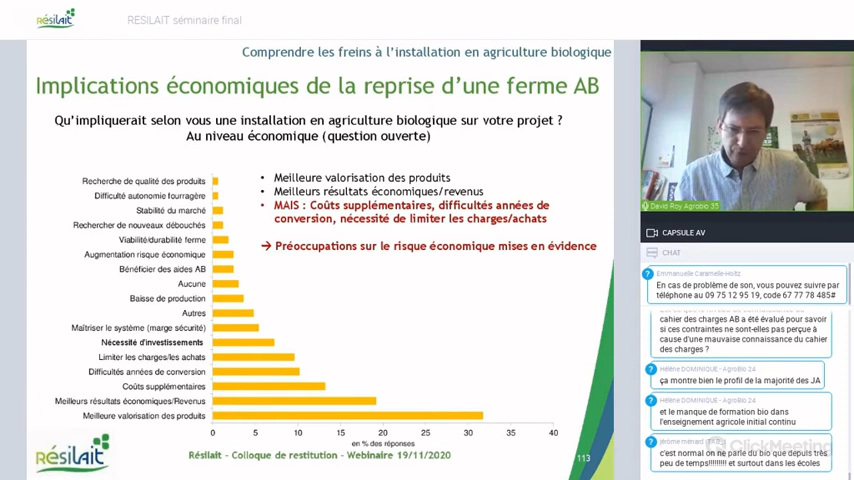 résilait
RESILAIT séminaire final
Comprendre les freins à l'installation en agriculture biologique
Implications économiques de la reprise d'une ferme AB
Qu'impliquerait selon vous une installation en agriculture biologique sur votre projet ?
Au niveau économique (question ouverte)
• Meilleure valorisation des produits
• Meilleurs résultats économiques/revenus
• MAIS : Coûts supplémentaires, difficultés années de
conversion, nécessité de limiter les charges/achats
→ Préoccupations sur le risque économique mises en évidence
Recherche de qualité des produits
Difficulté autonomie fourragère
Stabilité du marché
Rechercher de nouveaux débouchés
Viabilité/durabilité ferme
Augmentation risque économique
Bénéficier des aides AB
Aucune
Baisse de production
Autres
Maîtriser le système (marge sécurité)
Nécessité d'investissements
Limiter les charges/les achats
Difficultés années de conversion
Coûts supplémentaires
Meilleurs résultats économiques/Revenus
Meilleure valorisation des produits
0 5 10 15 20 25 30 35 40
en % des réponses
résilait
Résilait - Colloque de restitution - Webinaire 19/11/2020
113
David Roy Agrobio 35
CAPSULE AV
CHAT
Emmanuelle Caramelle-Holtz
En cas de problème de son, vous pouvez suivre par
téléphone au 09 75 12 95 19, code 67 77 78 485#
cahier des charges AB a été évalué pour savoir
si ces contraintes ne sont-elles pas perçue à
cause d'une mauvaise connaissance du cahier
des charges ?
Hélène DOMINIQUE - AgroBio 24
ça montre bien le profil de la majorité des JA
Hélène DOMINIQUE - AgroBio 24
et le manque de formation bio dans
l'enseignement agricole initial continu
jérôme menard
c'est normal on ne parle du bio que depuis très
peu de temps!!!!!!!!! et surtout dans les écoles
ClickMeeting